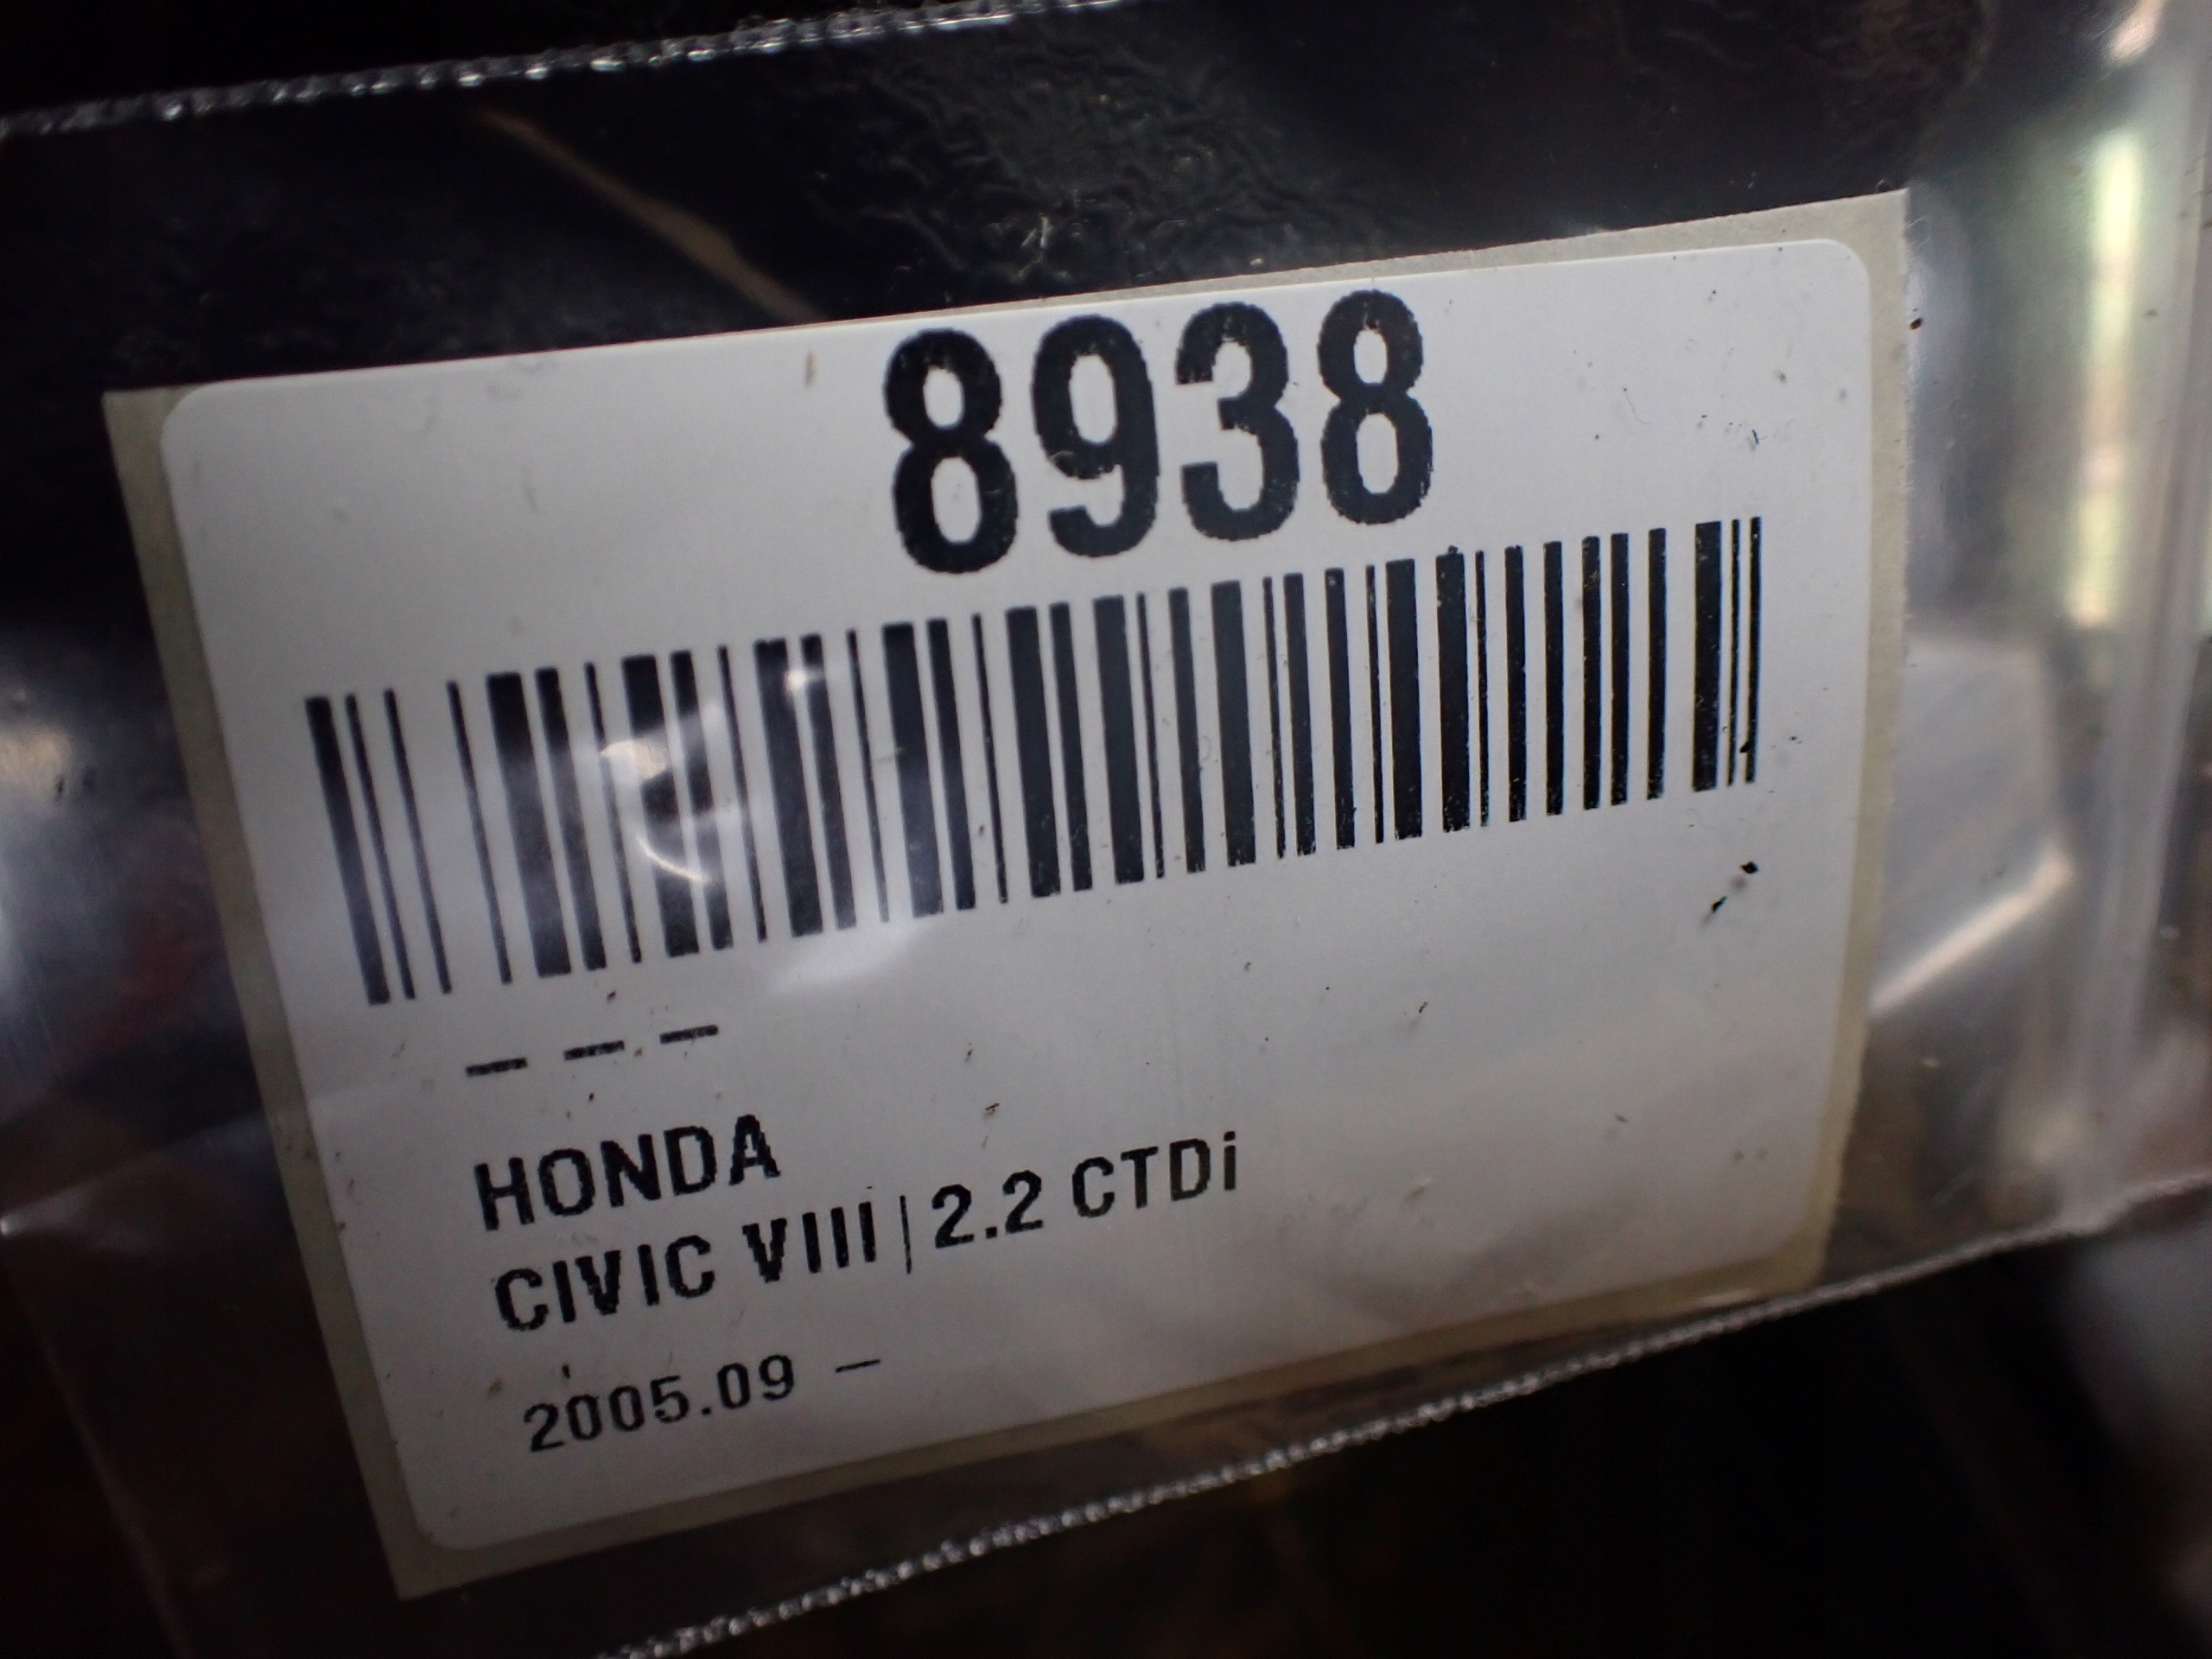 8938
– – –
HONDA
CIVIC VIII|2.2 CTDi
2005.09 –